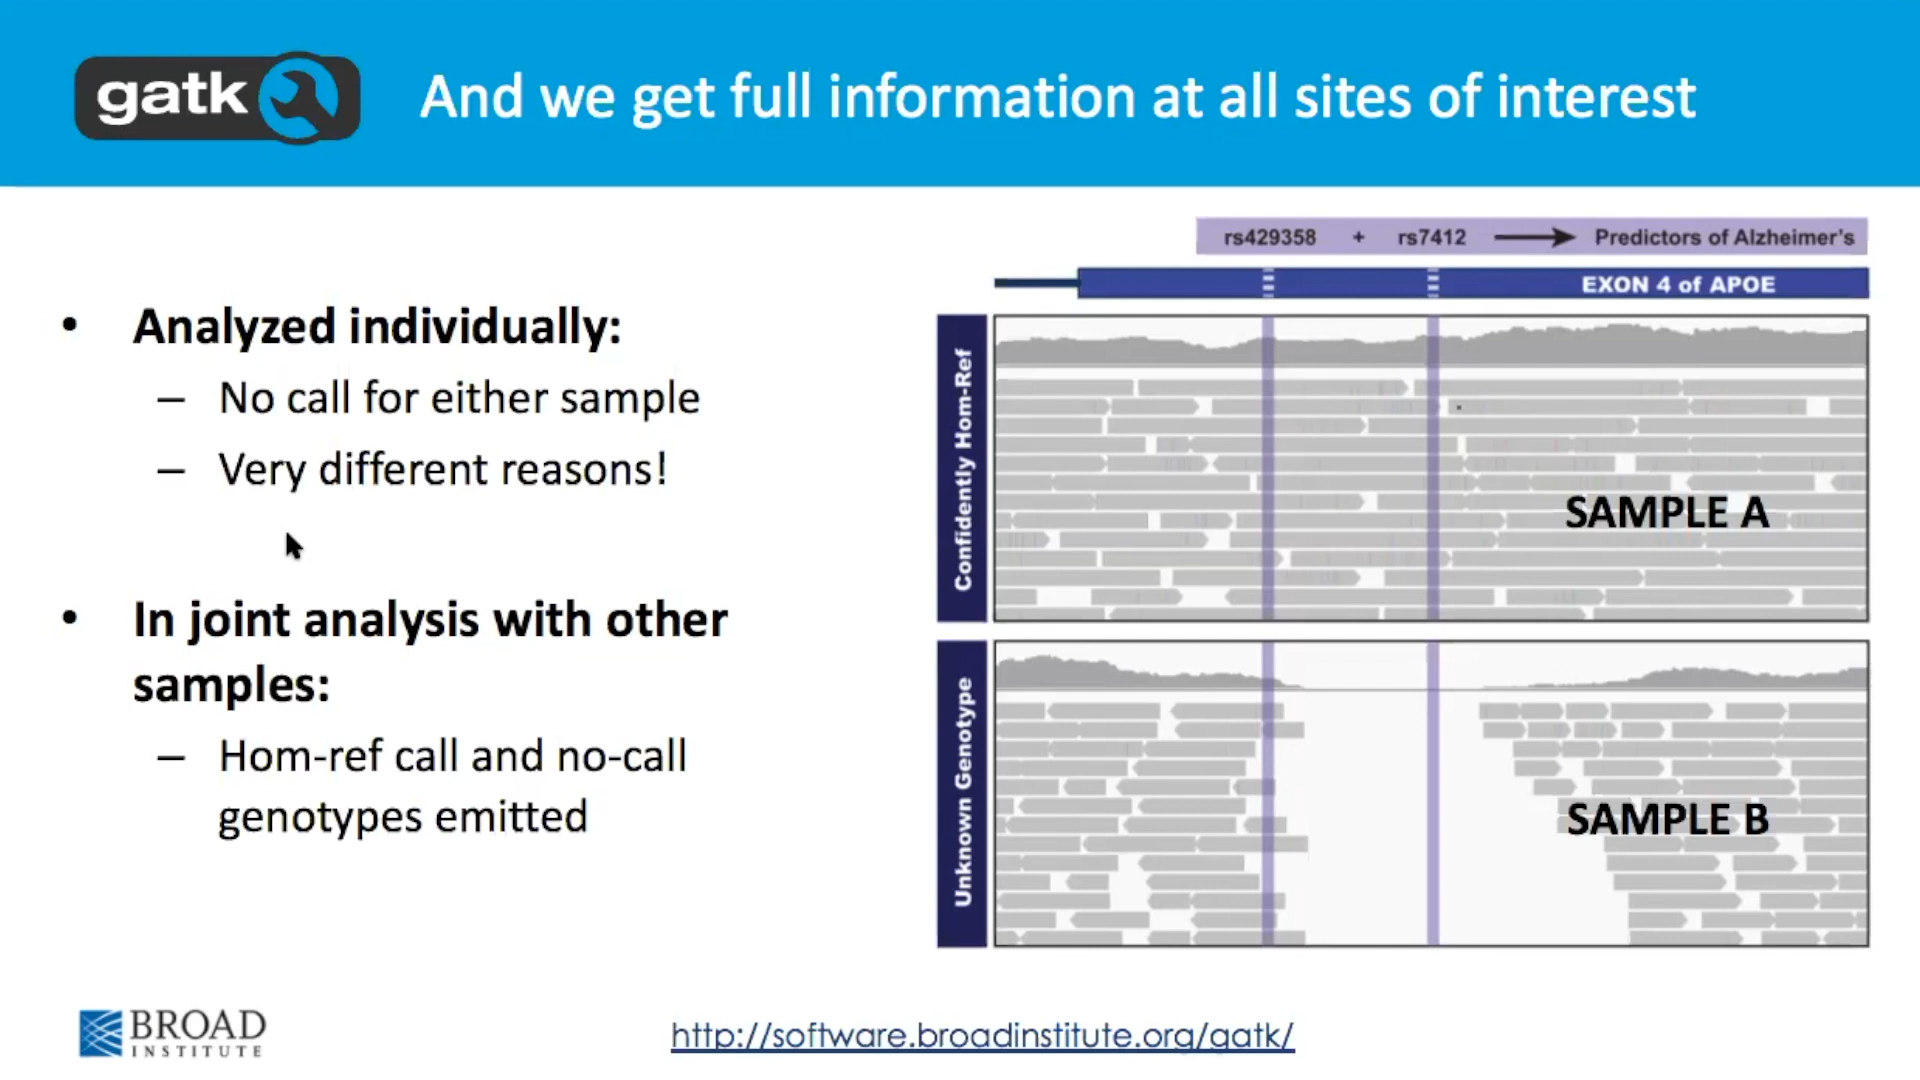 gatk
And we get full information at all sites of interest
• Analyzed individually:
– No call for either sample
– Very different reasons!
• In joint analysis with other
samples:
– Hom-ref call and no-call
genotypes emitted
rs429358 + rs7412 → Predictors of Alzheimer's
EXON 4 of APOE
Confidently Hom-Ref
SAMPLE A
Unknown Genotype
SAMPLE B
BROAD
INSTITUTE
http://software.broadinstitute.org/gatk/